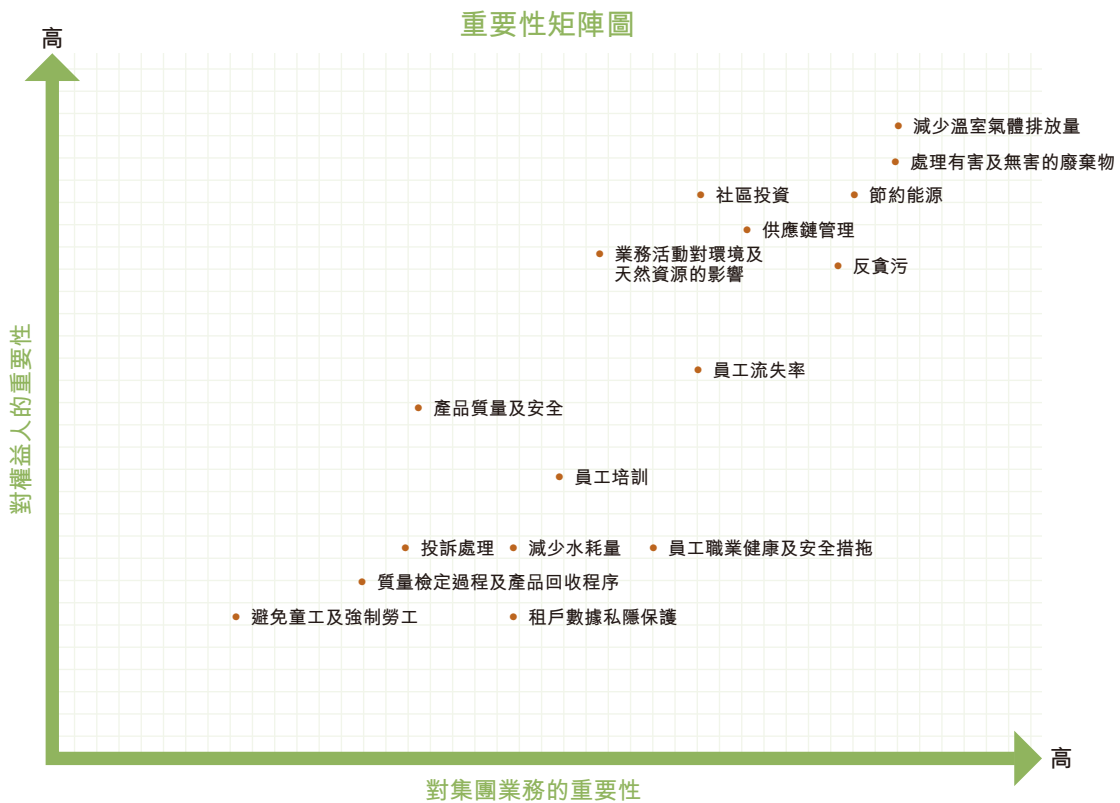 重要性矩陣圖
高
減少溫室氣體排放量
處理有害及無害的廢棄物
社區投資
節約能源
供應鏈管理
業務活動對環境及
天然資源的影響
反貪污
員工流失率
產品質量及安全
員工培訓
投訴處理
減少水耗量
員工職業健康及安全措拖
質量檢定過程及產品回收程序
避免童工及強制勞工
租戶數據私隱保護
對權益人的重要性
高
對集團業務的重要性